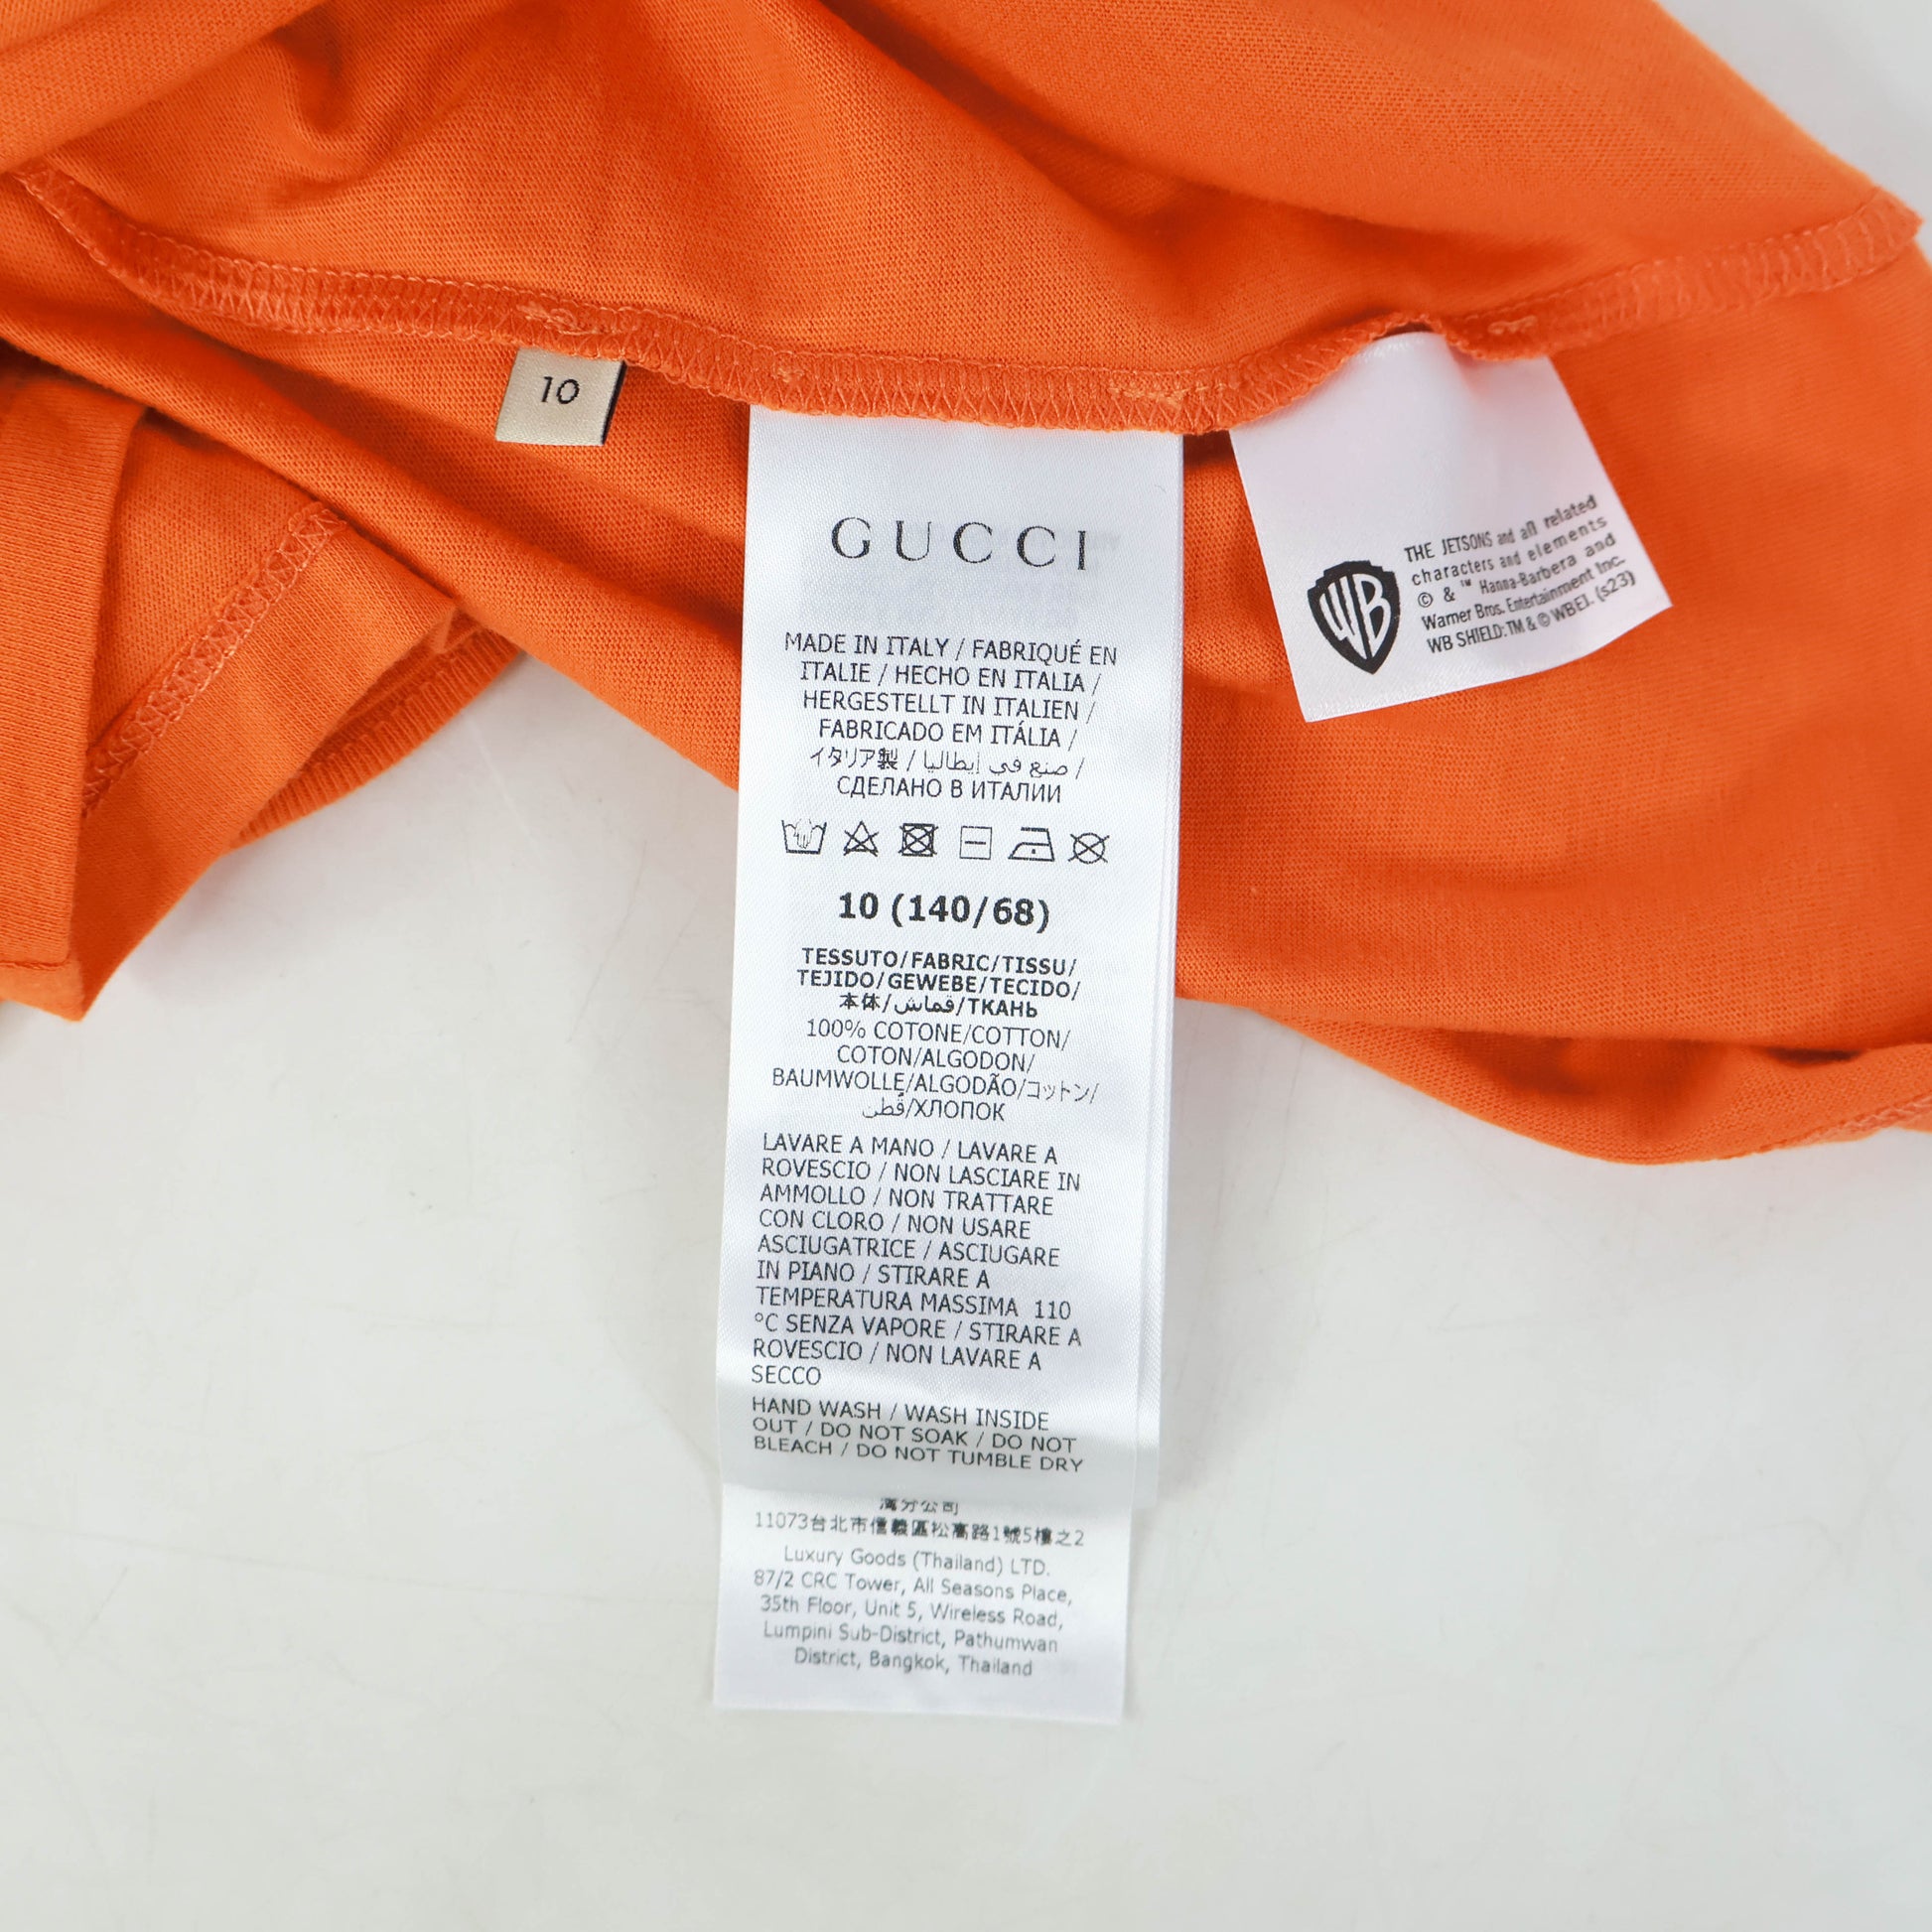 10
GUCCI
MADE IN ITALY / FABRIQUÉ EN
ITALIE / HECHO EN ITALIA /
HERGESTELLT IN ITALIEN /
FABRICADO EM ITÁLIA /
イタリア製 / صنع في إيطاليا /
СДЕЛАНО В ИТАЛИИ
10 (140/68)
TESSUTO/FABRIC/TISSU/
TEJIDO/GEWEBE/TECIDO/
本体/قماش/ТКАНЬ
100% COTONE/COTTON/
COTON/ALGODON/
BAUMWOLLE/ALGODÃO/コットン/
قُطن/ХЛОПОК
LAVARE A MANO / LAVARE A
ROVESCIO / NON LASCIARE IN
AMMOLLO / NON TRATTARE
CON CLORO / NON USARE
ASCIUGATRICE / ASCIUGARE
IN PIANO / STIRARE A
TEMPERATURA MASSIMA 110
°C SENZA VAPORE / STIRARE A
ROVESCIO / NON LAVARE A
SECCO
HAND WASH / WASH INSIDE
OUT / DO NOT SOAK / DO NOT
BLEACH / DO NOT TUMBLE DRY
灣分公司
11073台北市信義區松高路1號5樓之2
Luxury Goods (Thailand) LTD.
87/2 CRC Tower, All Seasons Place,
35th Floor, Unit 5, Wireless Road,
Lumpini Sub-District, Pathumwan
District, Bangkok, Thailand
WB
THE JETSONS and all related
characters and elements
© & ™ Hanna-Barbera and
Warner Bros. Entertainment Inc.
WB SHIELD: TM & © WBEI. (s23)